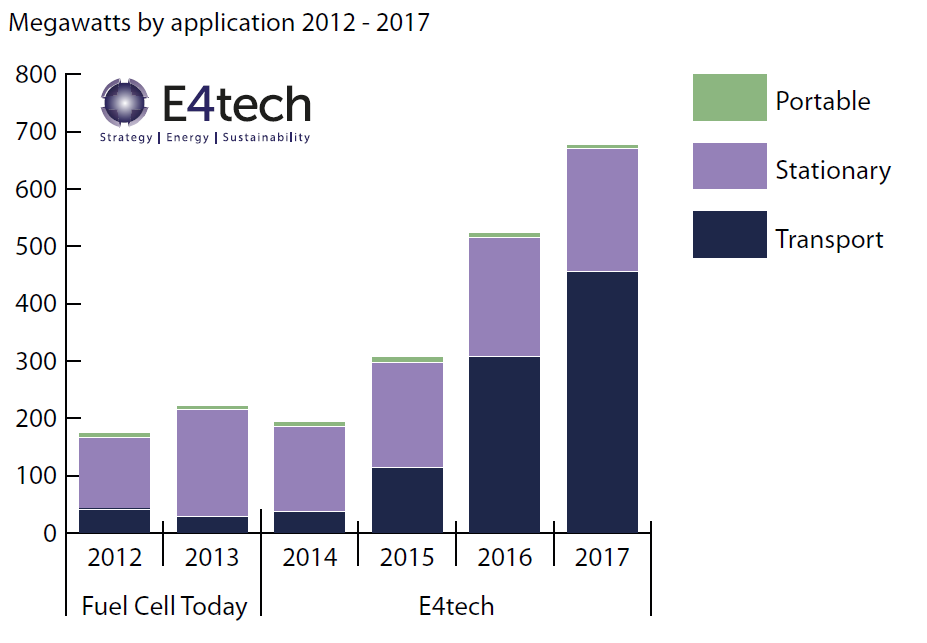 Megawatts by application 2012 - 2017
800
700
600
500
400
300
200
100
0
E4tech
Strategy | Energy | Sustainability
Portable
Stationary
Transport
2012 2013 2014 2015 2016 2017
Fuel Cell Today E4tech